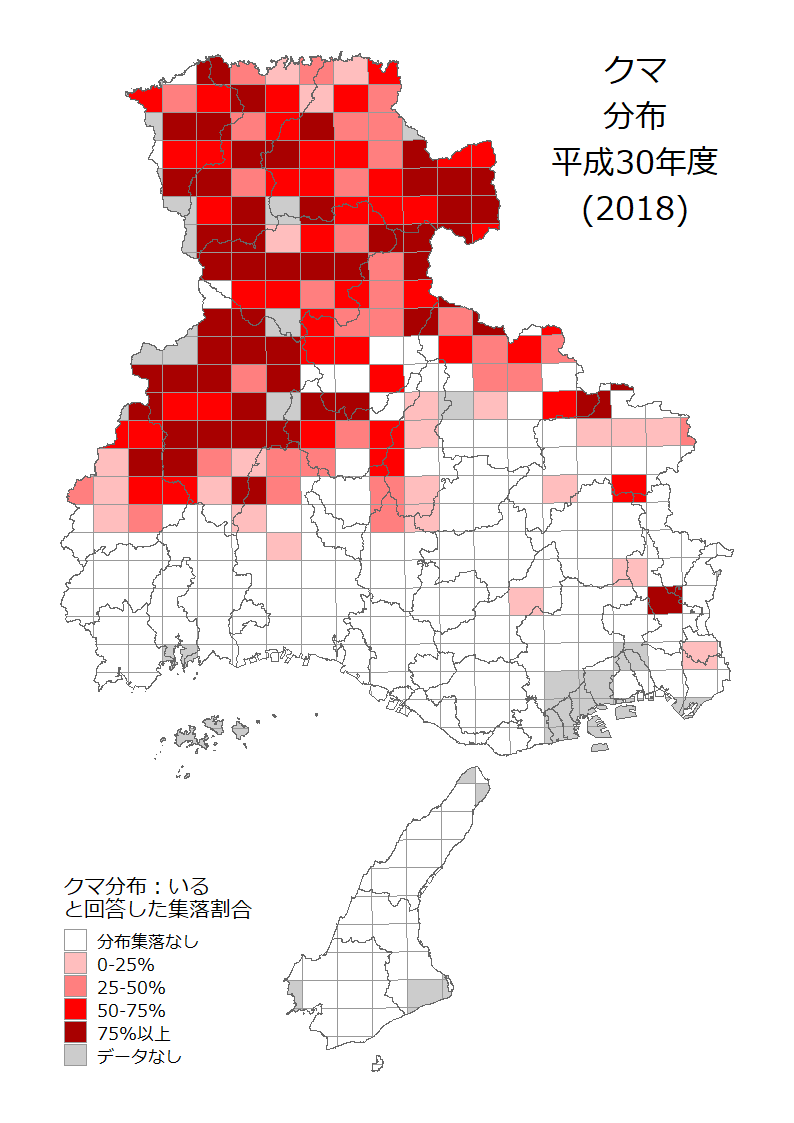 クマ
分布
平成30年度
(2018)
クマ分布：いる
と回答した集落割合
分布集落なし
0-25%
25-50%
50-75%
75%以上
データなし